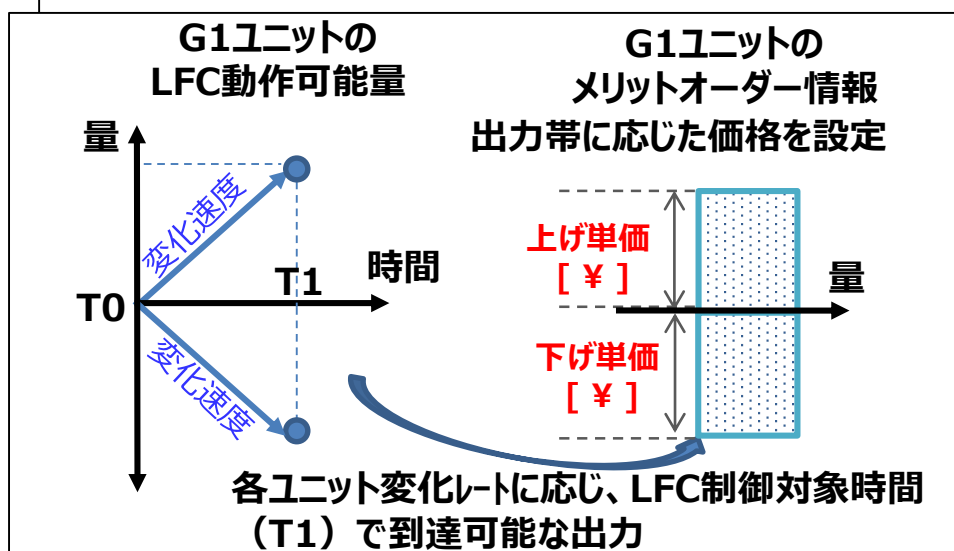 G1ユニットの
LFC動作可能量
量
変化速度
T0
T1
時間
変化速度
G1ユニットの
メリットオーダー情報
出力帯に応じた価格を設定
上げ単価
[ ¥ ]
量
下げ単価
[ ¥ ]
各ユニット変化ﾚｰﾄに応じ、LFC制御対象時間
（T1）で到達可能な出力